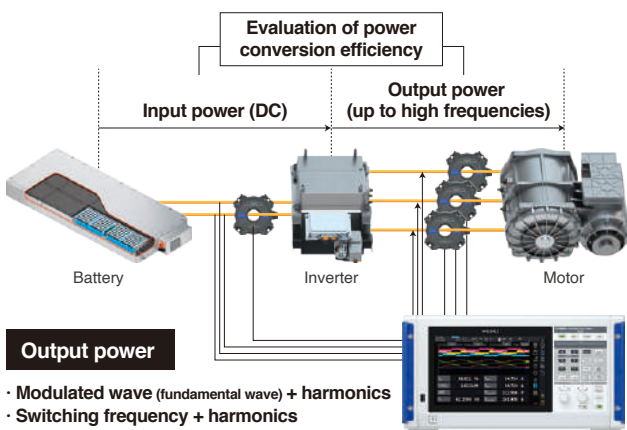 Evaluation of power
conversion efficiency
Input power (DC)
Output power
(up to high frequencies)
Battery
Inverter
Motor
Output power
· Modulated wave (fundamental wave) + harmonics
· Switching frequency + harmonics